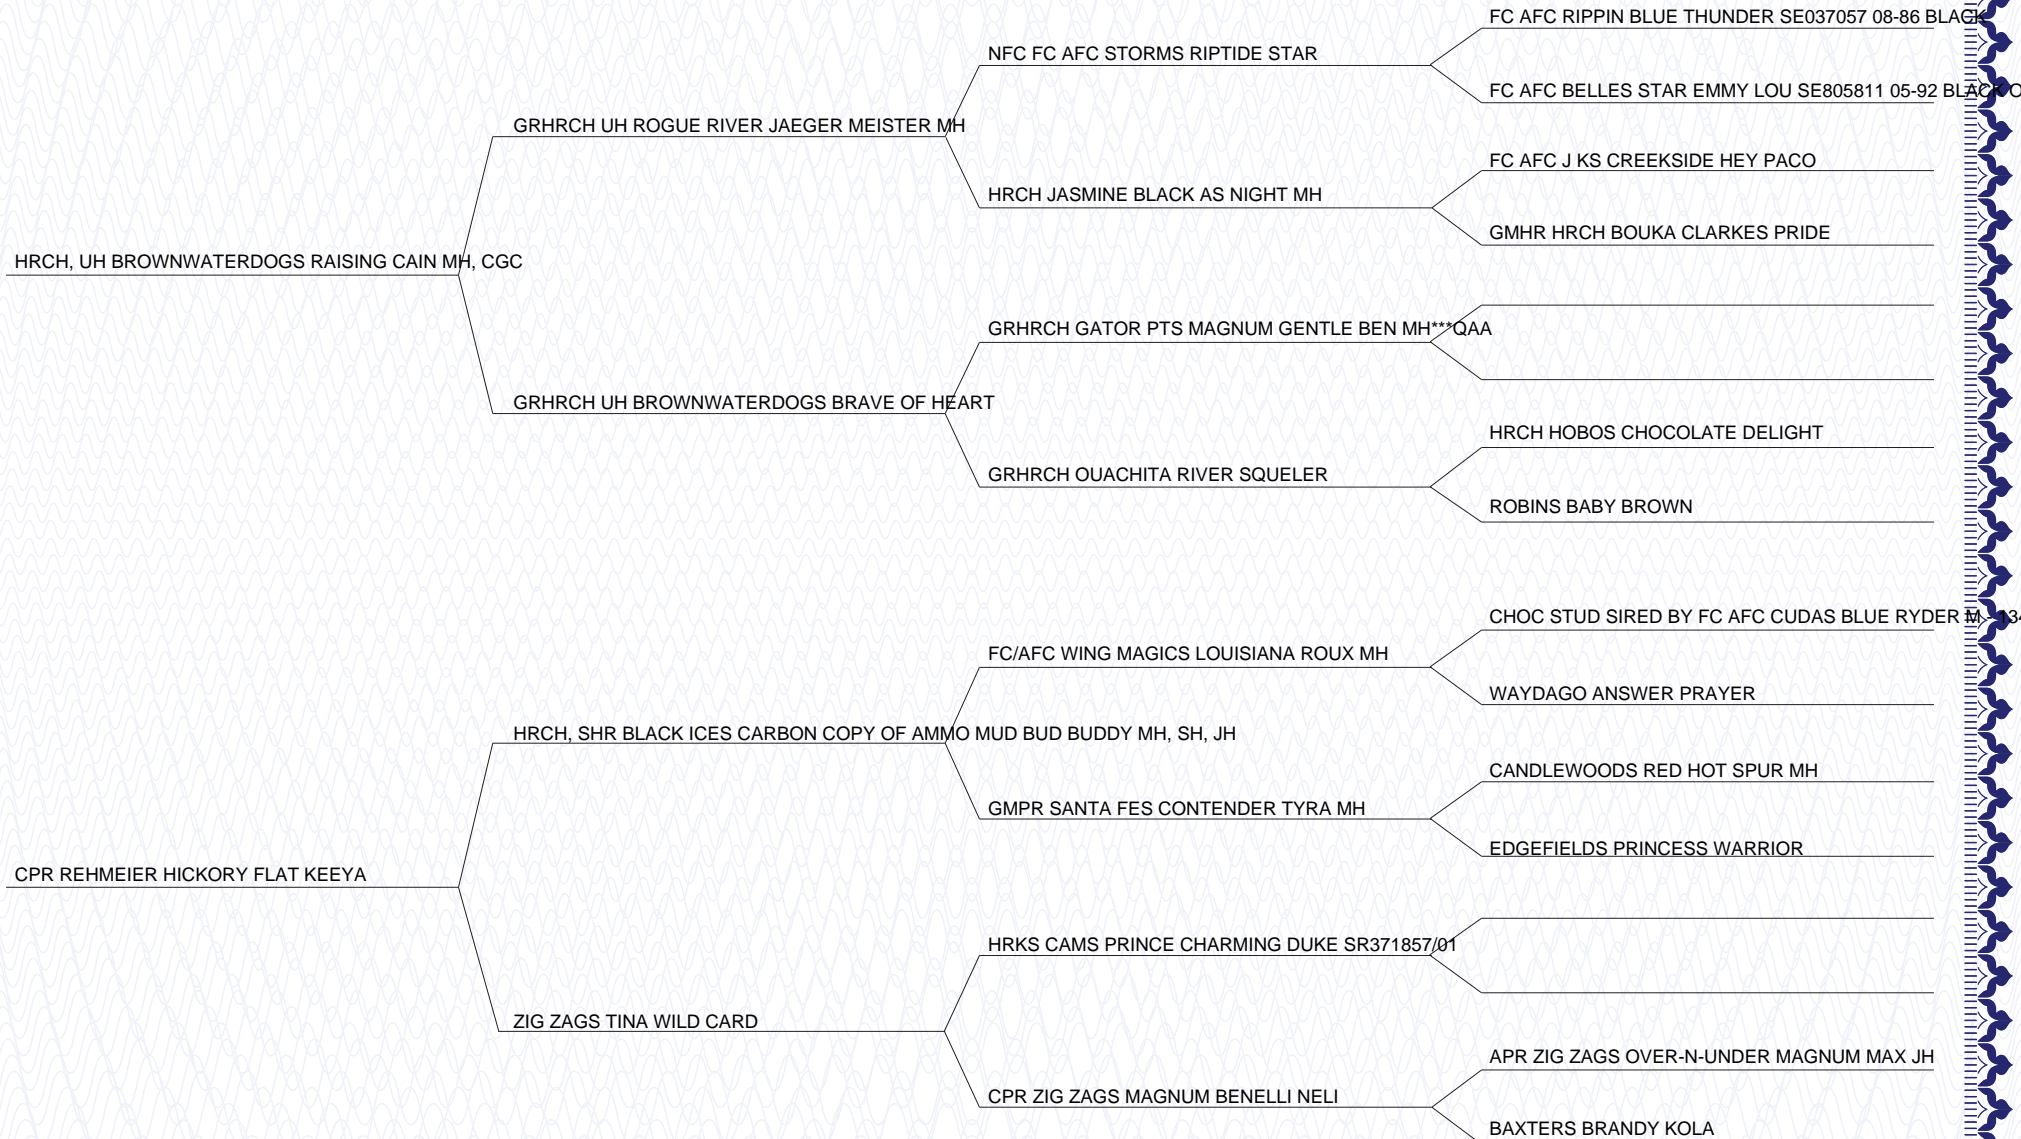 FC AFC RIPPIN BLUE THUNDER SE037057 08-86 BLACK
NFC FC AFC STORMS RIPTIDE STAR
FC AFC BELLES STAR EMMY LOU SE805811 05-92 BLACK
GRHRCH UH ROGUE RIVER JAEGER MEISTER MH
FC AFC J KS CREEKSIDE HEY PACO
HRCH JASMINE BLACK AS NIGHT MH
GMHR HRCH BOUKA CLARKES PRIDE
HRCH, UH BROWNWATERDOGS RAISING CAIN MH, CGC
GRHRCH GATOR PTS MAGNUM GENTLE BEN MH***QAA
GRHRCH UH BROWNWATERDOGS BRAVE OF HEART
HRCH HOBOS CHOCOLATE DELIGHT
GRHRCH OUACHITA RIVER SQUELER
ROBINS BABY BROWN
CHOC STUD SIRED BY FC AFC CUDAS BLUE RYDER M -
FC/AFC WING MAGICS LOUISIANA ROUX MH
WAYDAGO ANSWER PRAYER
HRCH, SHR BLACK ICES CARBON COPY OF AMMO MUD BUD BUDDY MH, SH, JH
CANDLEWOODS RED HOT SPUR MH
GMPR SANTA FES CONTENDER TYRA MH
EDGEFIELDS PRINCESS WARRIOR
CPR REHMEIER HICKORY FLAT KEEYA
HRKS CAMS PRINCE CHARMING DUKE SR371857/01
ZIG ZAGS TINA WILD CARD
APR ZIG ZAGS OVER-N-UNDER MAGNUM MAX JH
CPR ZIG ZAGS MAGNUM BENELLI NELI
BAXTERS BRANDY KOLA